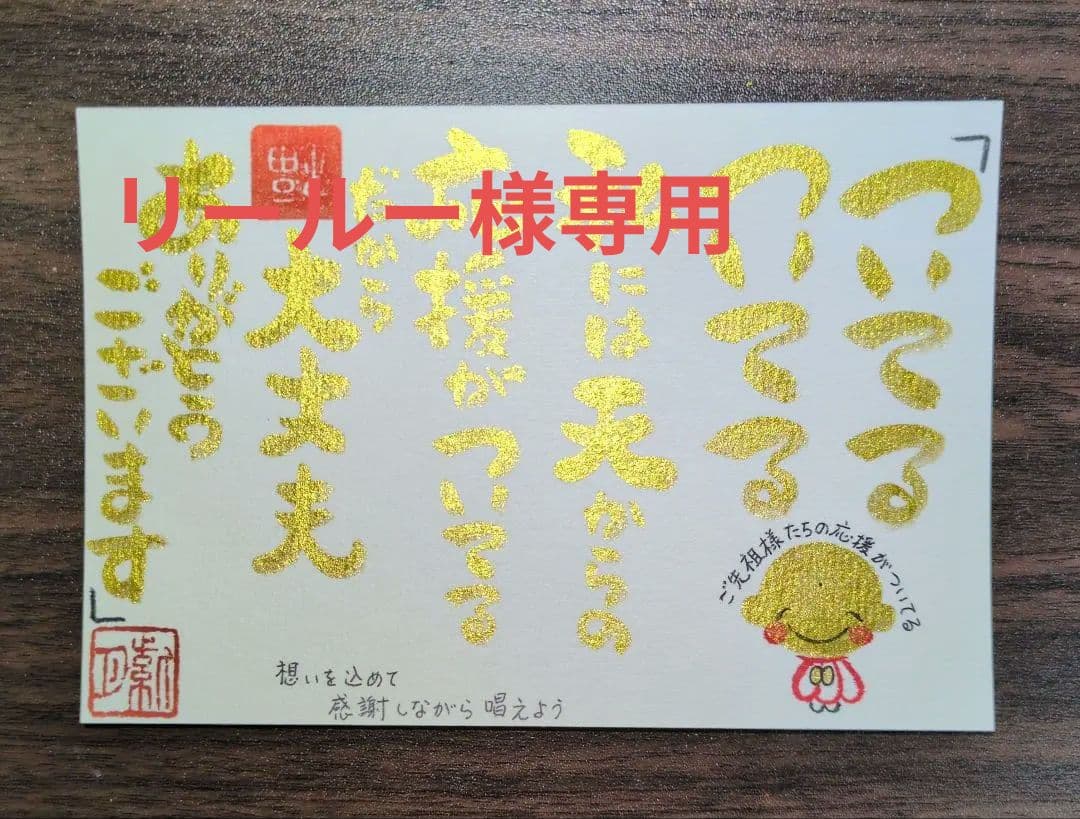 リールー様専用
「ついてる
ついてる
には天からの
応援がついてる
だから
大丈夫
ありがとう
ございます」
ご先祖様たちの応援がついてる
想いを込めて
感謝しながら唱えよう